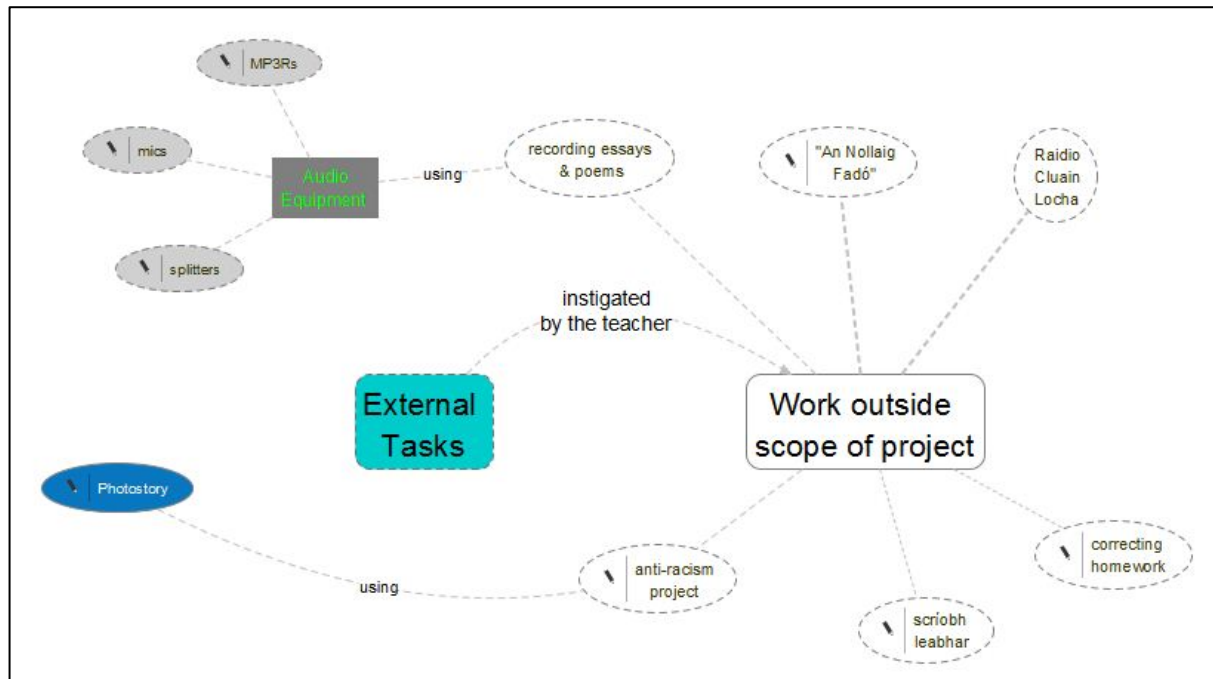 MP3Rs
mics
Audio
Equipment
splitters
using
recording essays
& poems
"An Nollaig
Fadó"
Raidio
Cluain
Locha
instigated
by the teacher
External
Tasks
Work outside
scope of project
Photostory
using
anti-racism
project
correcting
homework
scríobh
leabhar